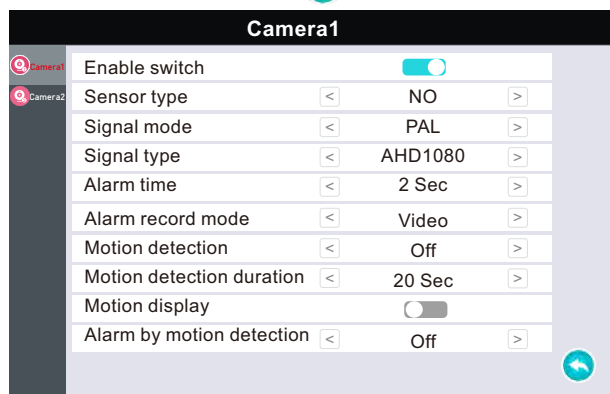 Camera1
Camera1
Camera2
Enable switch
Sensor type < NO >
Signal mode < PAL >
Signal type < AHD1080 >
Alarm time < 2 Sec >
Alarm record mode < Video >
Motion detection < Off >
Motion detection duration < 20 Sec >
Motion display
Alarm by motion detection < Off >